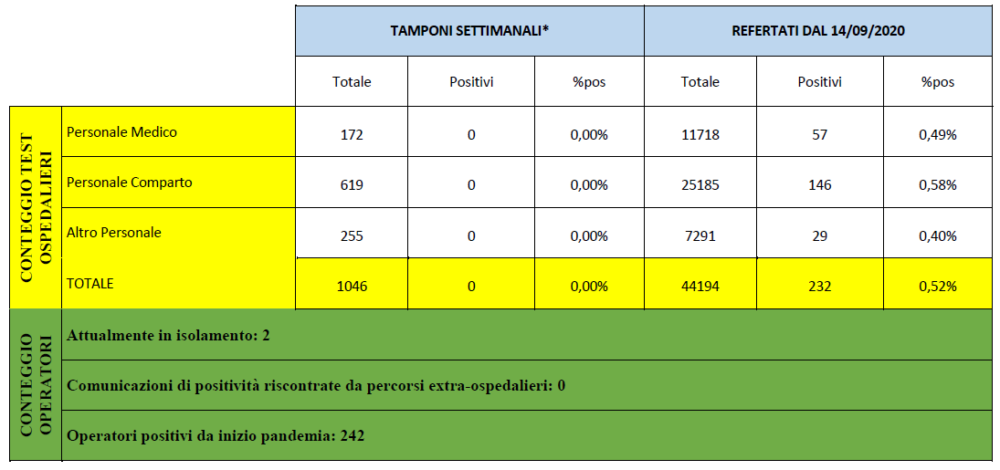 TAMPONI SETTIMANALI* REFERTATI DAL 14/09/2020
Totale Positivi %pos Totale Positivi %pos
CONTEGGIO TEST
OSPEDALIERI
Personale Medico 172 0 0,00% 11718 57 0,49%
Personale Comparto 619 0 0,00% 25185 146 0,58%
Altro Personale 255 0 0,00% 7291 29 0,40%
TOTALE 1046 0 0,00% 44194 232 0,52%
CONTEGGIO
OPERATORI
Attualmente in isolamento: 2
Comunicazioni di positività riscontrate da percorsi extra-ospedalieri: 0
Operatori positivi da inizio pandemia: 242